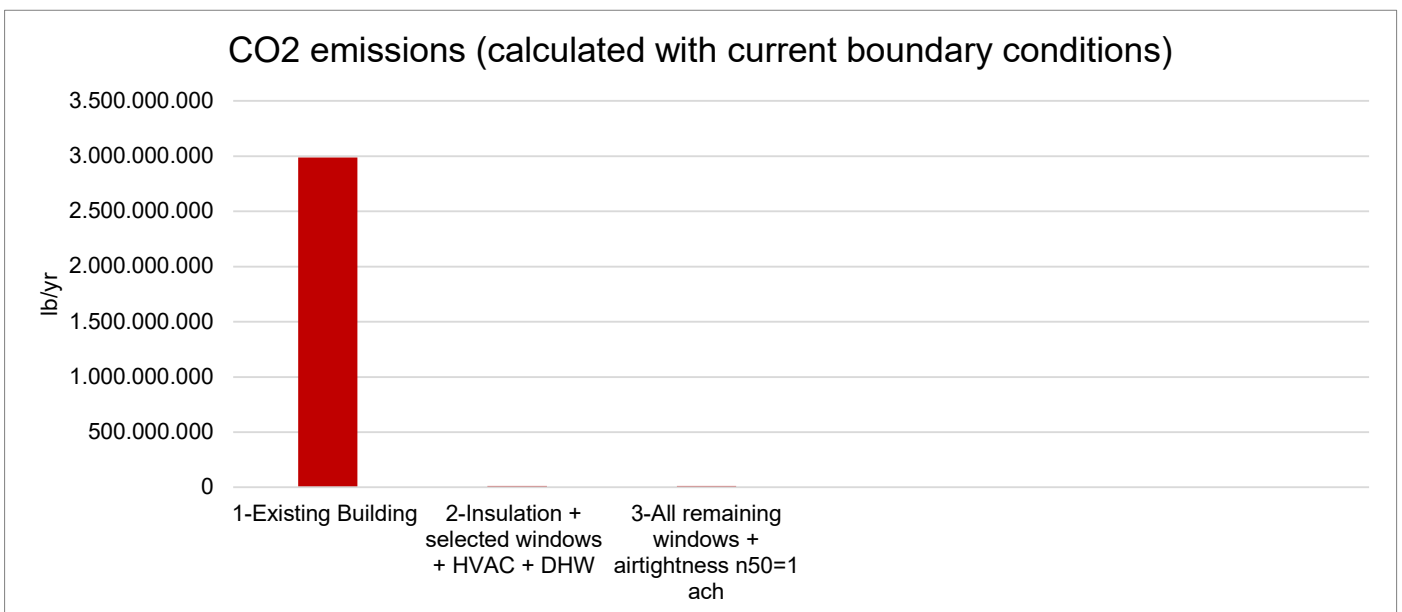 CO2 emissions (calculated with current boundary conditions)
3.500.000.000
3.000.000.000
2.500.000.000
2.000.000.000
1.500.000.000
1.000.000.000
500.000.000
0
lb/yr
1-Existing Building
2-Insulation +
selected windows
+ HVAC + DHW
3-All remaining
windows +
airtightness n50=1
ach